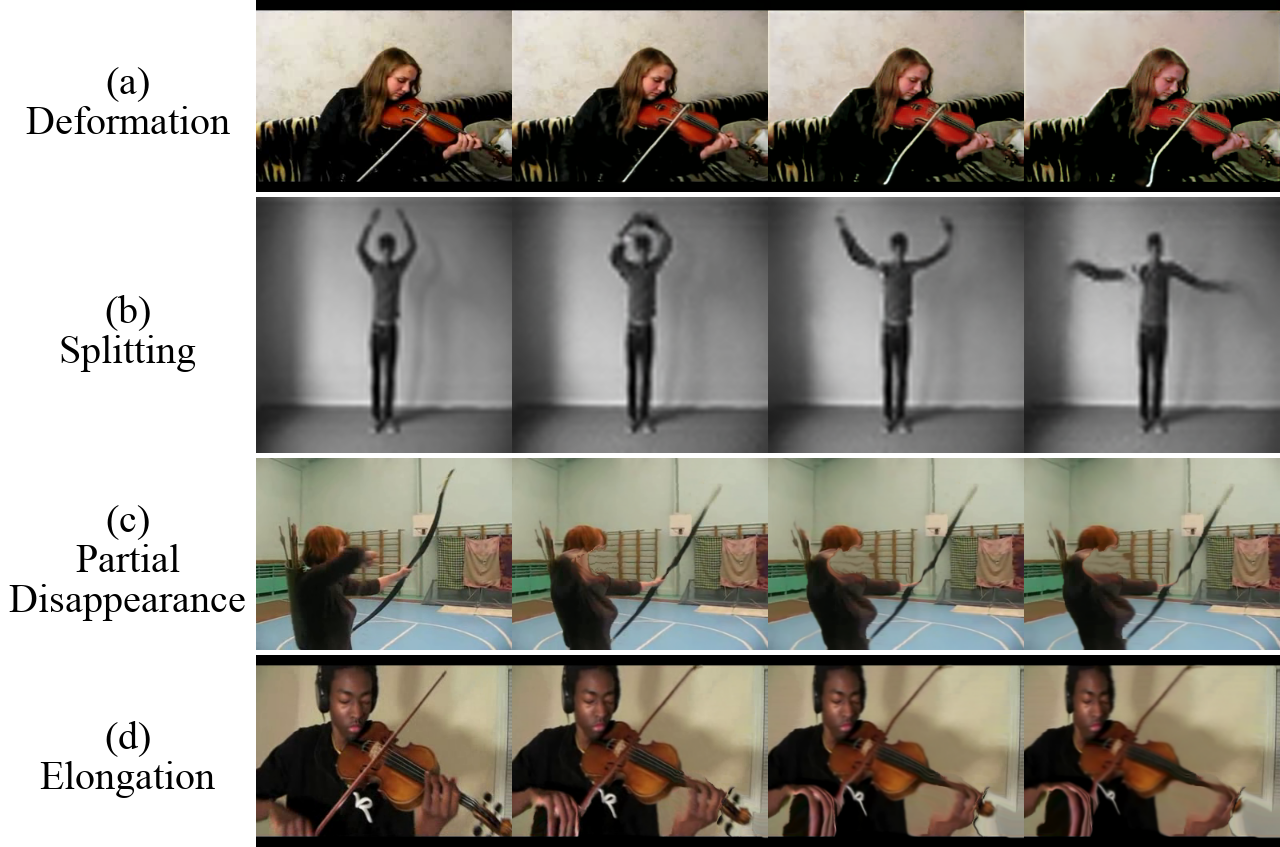 (a)
Deformation
(b)
Splitting
(c)
Partial
Disappearance
(d)
Elongation